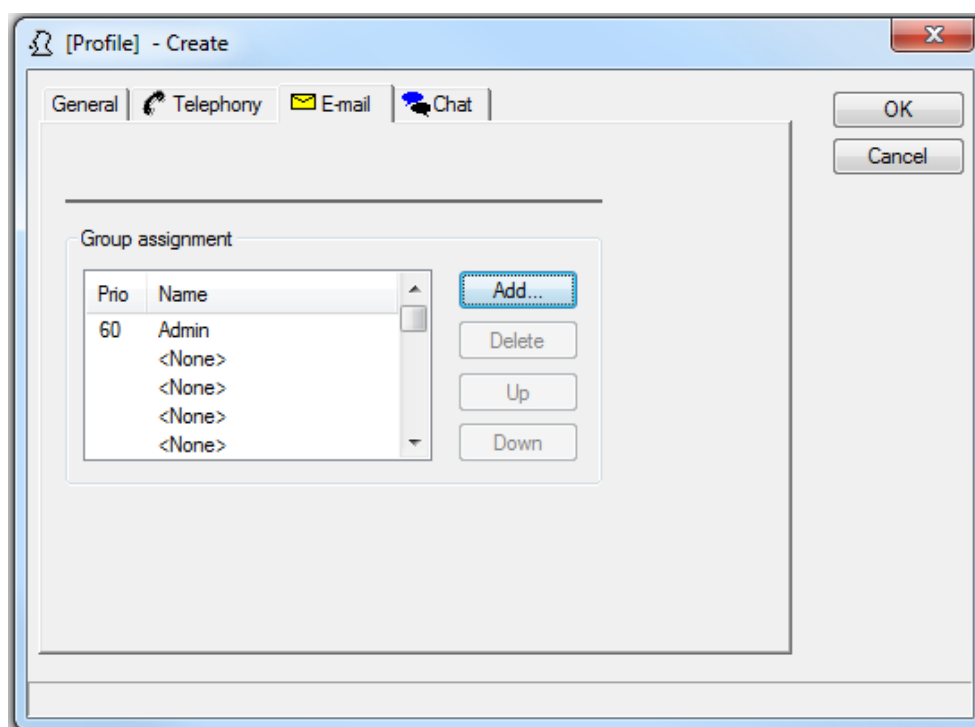 [Profile] - Create
General Telephony E-mail Chat
OK
Cancel
Group assignment
Prio Name
60 Admin
<None>
<None>
<None>
<None>
Add...
Delete
Up
Down